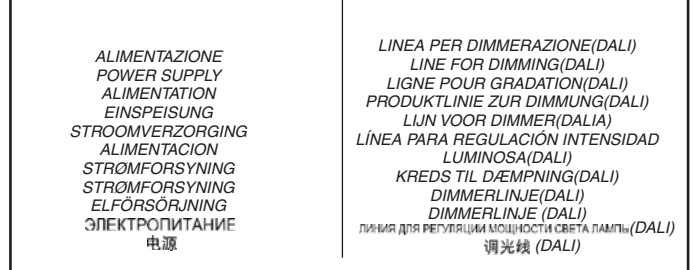 ALIMENTAZIONE
POWER SUPPLY
ALIMENTATION
EINSPEISUNG
STROOMVERZORGING
ALIMENTACION
STRØMFORSYNING
STRØMFORSYNING
ELFÖRSÖRJNING
ЭЛЕКТРОПИТАНИЕ
电源
LINEA PER DIMMERAZIONE(DALI)
LINE FOR DIMMING(DALI)
LIGNE POUR GRADATION(DALI)
PRODUKTLINIE ZUR DIMMUNG(DALI)
LIJN VOOR DIMMER(DALIA)
LÍNEA PARA REGULACIÓN INTENSIDAD
LUMINOSA(DALI)
KREDS TIL DÆMPNING(DALI)
DIMMERLINJE(DALI)
DIMMERLINJE (DALI)
ЛИНИЯ ДЛЯ РЕГУЛЯЦИИ МОЩНОСТИ СВЕТА ЛАМПЫ(DALI)
调光线 (DALI)